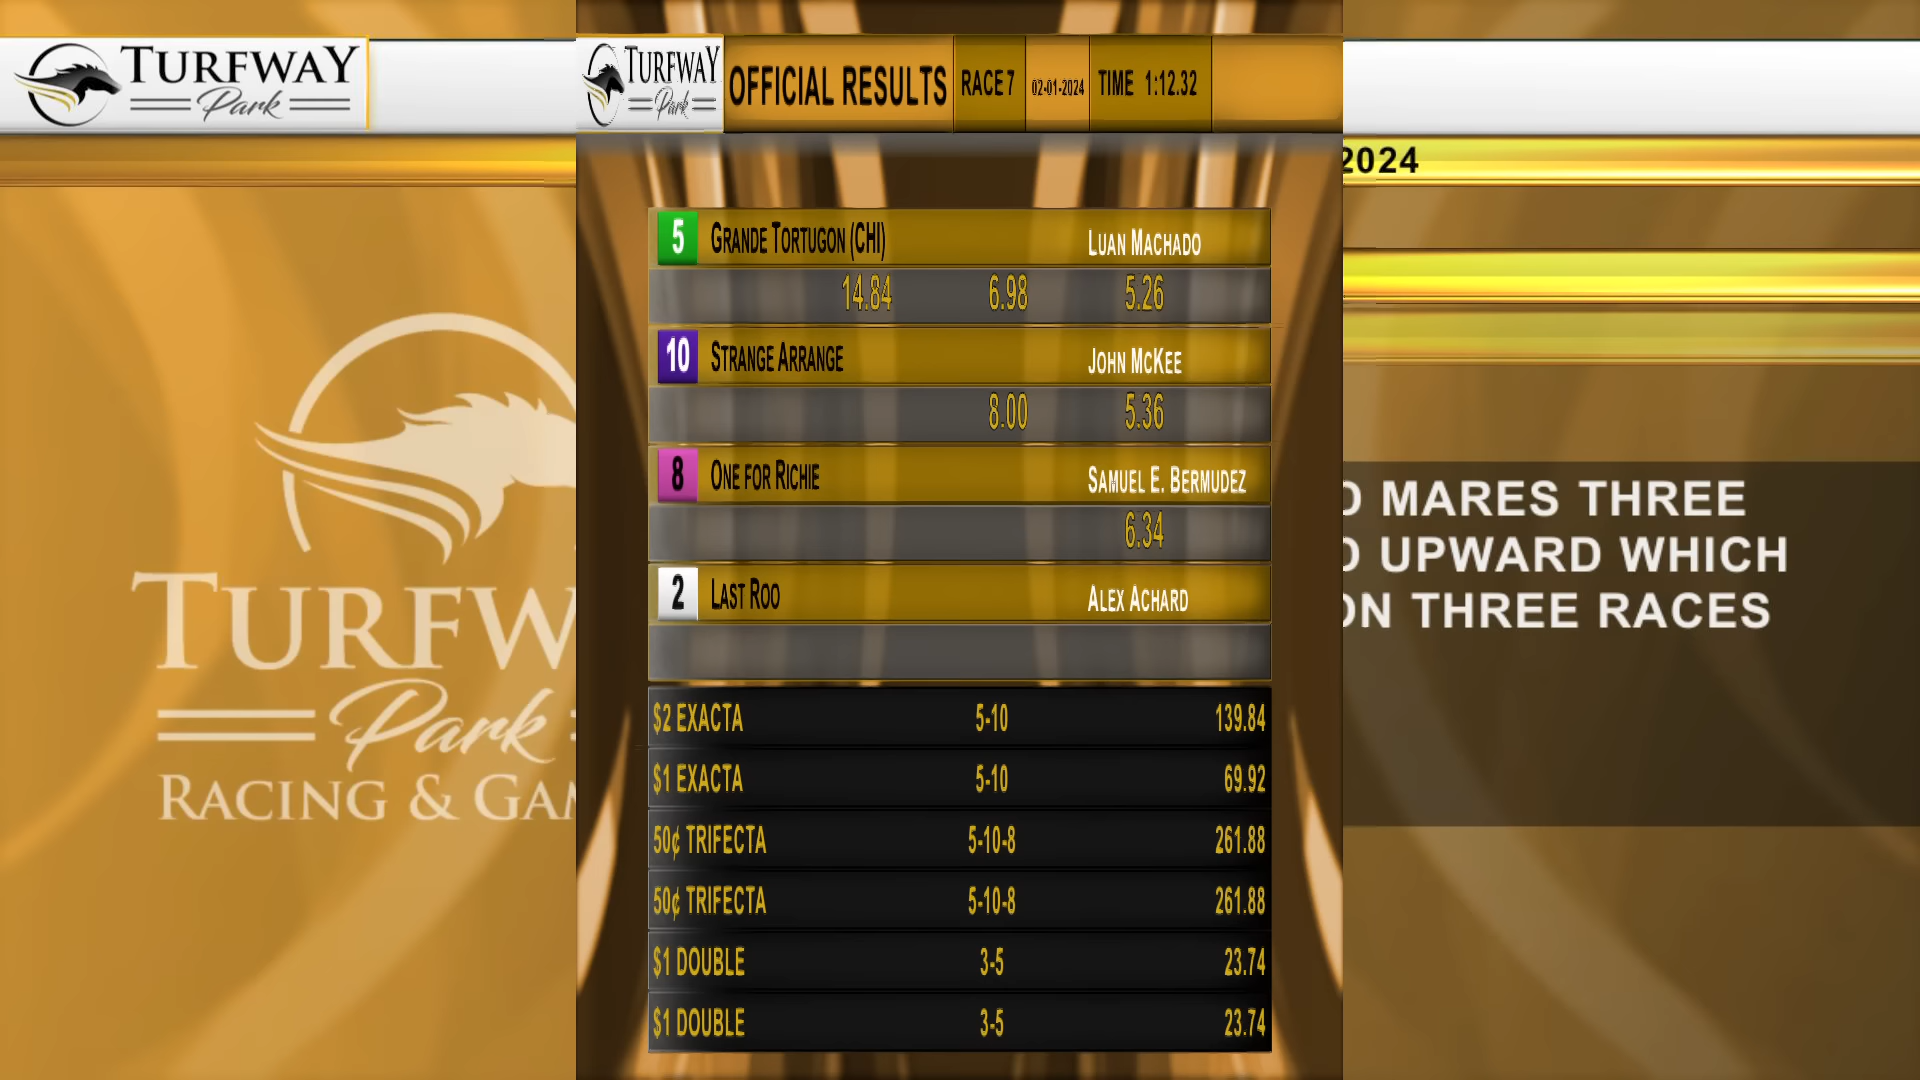 TURFWAY
Park
TURFWAY
Park
OFFICIAL RESULTS
RACE 7
02-01-2024
TIME 1:12.32
2024
5 GRANDE TORTUGON (CHI) LUAN MACHADO
14.84 6.98 5.26
10 STRANGE ARRANGE JOHN MCKEE
8.00 5.36
8 ONE FOR RICHIE SAMUEL E. BERMUDEZ
6.34
2 LAST ROO ALEX ACHARD
$2 EXACTA 5-10 139.84
$1 EXACTA 5-10 69.92
50¢ TRIFECTA 5-10-8 261.88
50¢ TRIFECTA 5-10-8 261.88
$1 DOUBLE 3-5 23.74
$1 DOUBLE 3-5 23.74
TURFW
Park
RACING & GA
MARES THREE
UPWARD WHICH
ON THREE RACES